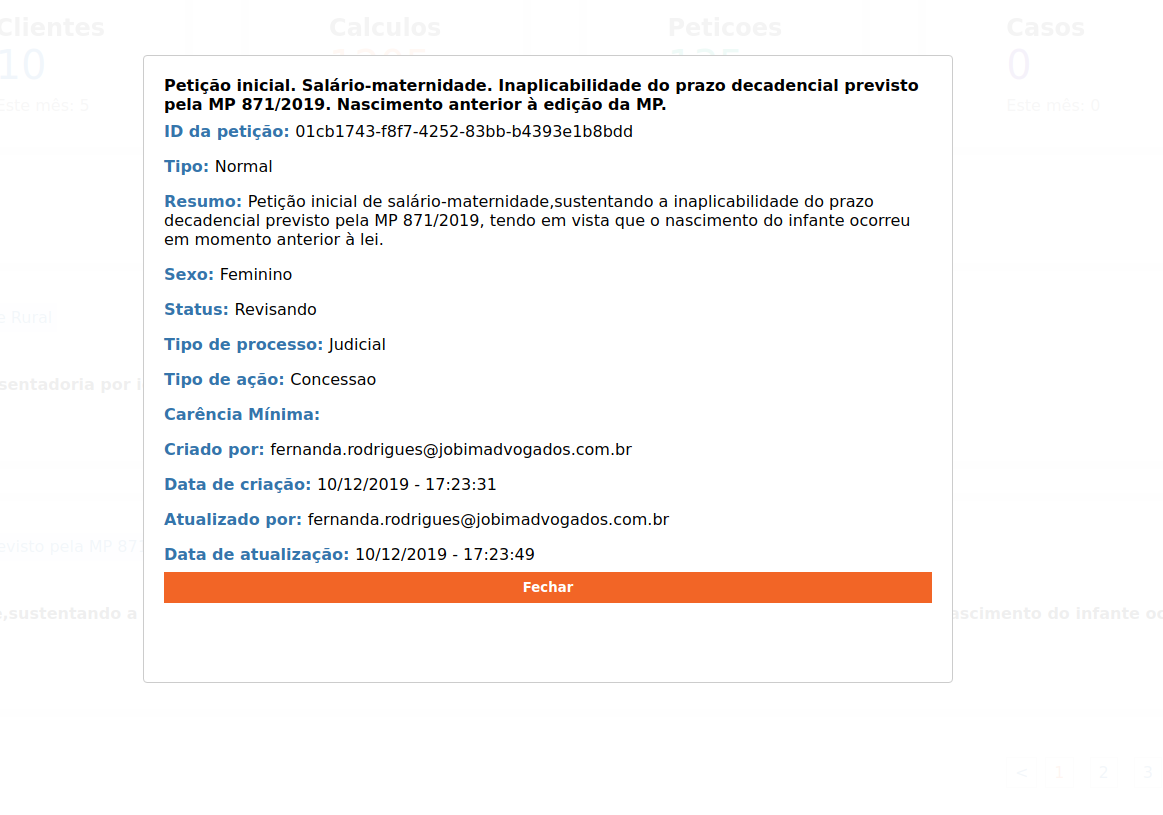 Clientes Calculos Peticoes Casos
10 135 0
Este mês: 5 Este mês: 0
Petição inicial. Salário-maternidade. Inaplicabilidade do prazo decadencial previsto
pela MP 871/2019. Nascimento anterior à edição da MP.
ID da petição: 01cb1743-f8f7-4252-83bb-b4393e1b8bdd
Tipo: Normal
Resumo: Petição inicial de salário-maternidade,sustentando a inaplicabilidade do prazo
decadencial previsto pela MP 871/2019, tendo em vista que o nascimento do infante ocorreu
em momento anterior à lei.
Sexo: Feminino
e Rural
Status: Revisando
Tipo de processo: Judicial
Tipo de ação: Concessao
sentadoria por i
Carência Mínima:
Criado por: fernanda.rodrigues@jobimadvogados.com.br
Data de criação: 10/12/2019 - 17:23:31
Atualizado por: fernanda.rodrigues@jobimadvogados.com.br
evisto pela MP 871
Data de atualização: 10/12/2019 - 17:23:49
Fechar
,sustentando a ascimento do infante oc
< 1 2 3